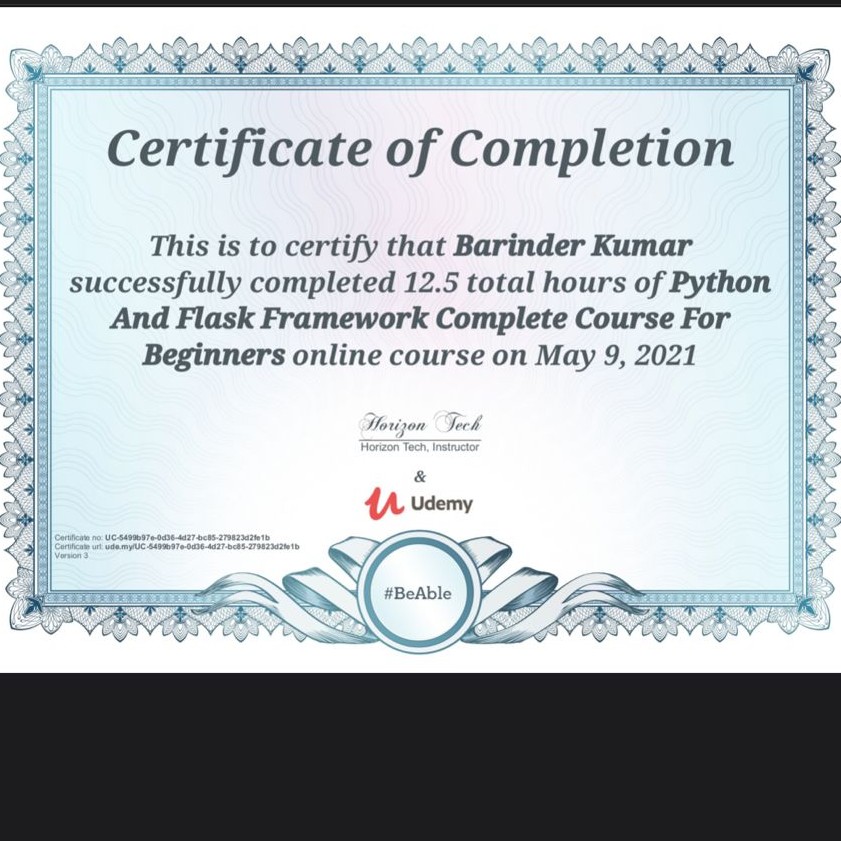 Certificate of Completion
This is to certify that Barinder Kumar
successfully completed 12.5 total hours of Python
And Flask Framework Complete Course For
Beginners online course on May 9, 2021
Horizon Tech
Horizon Tech, Instructor
&
Udemy
Certificate no: UC-5499b97e-0d36-4d27-bc85-279823d2fe1b
Certificate url: ude.my/UC-5499b97e-0d36-4d27-bc85-279823d2fe1b
Version 3
#BeAble